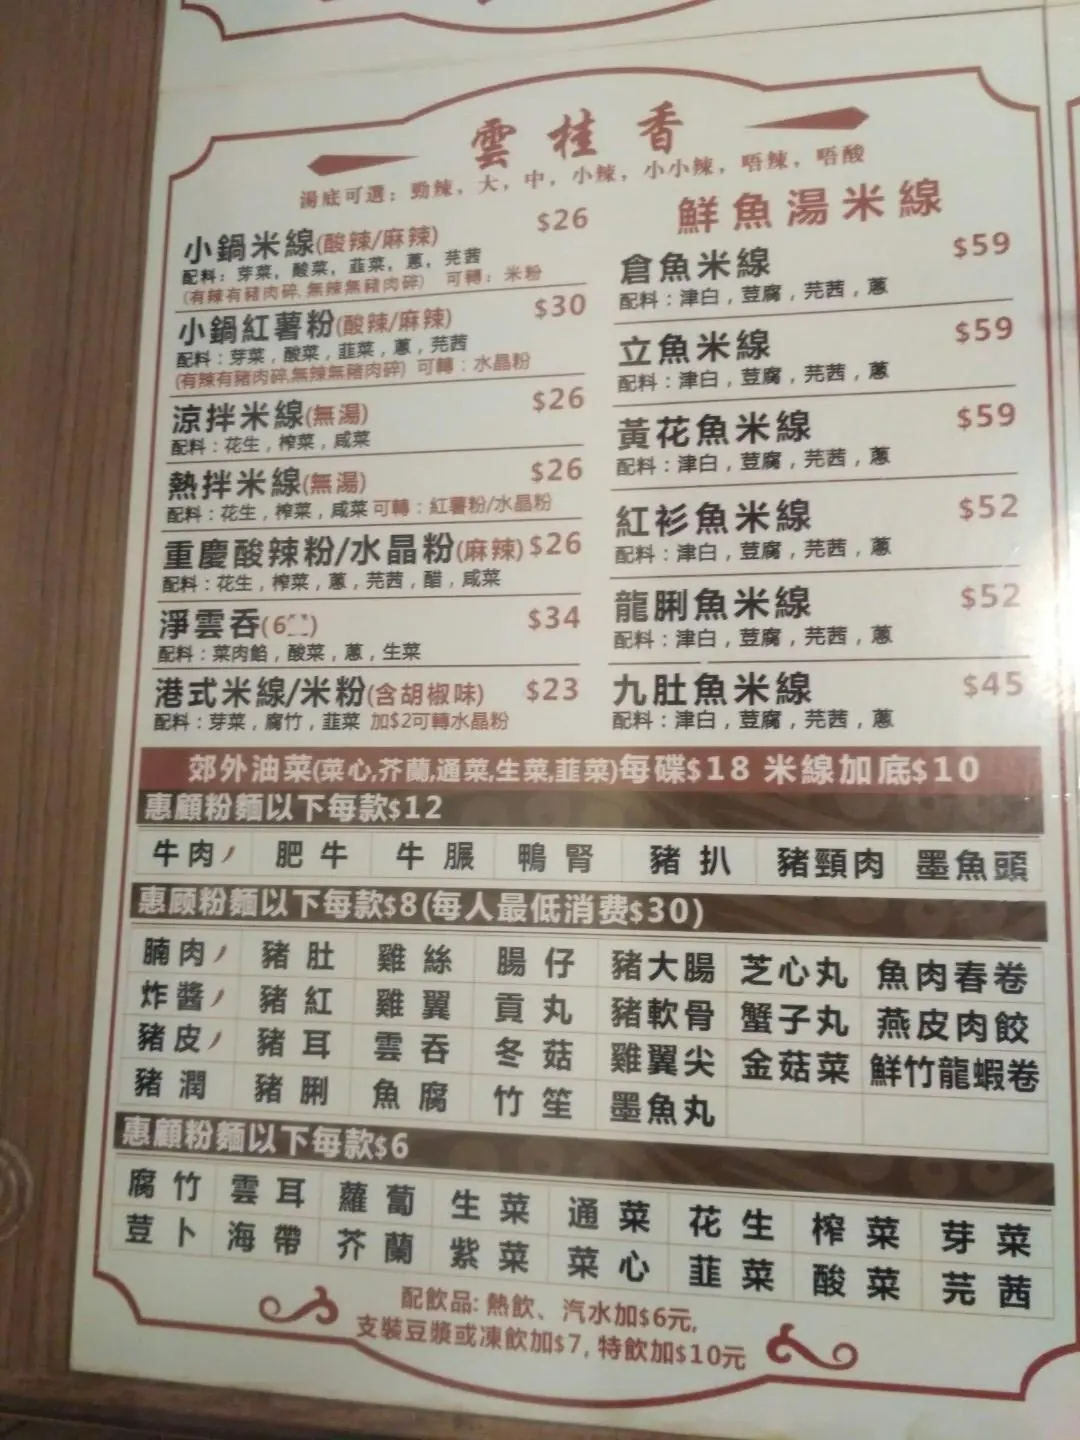 雲桂香
湯底可選：勁辣，大，中，小辣，小小辣，唔辣，唔酸
小鍋米線(酸辣/麻辣) $26
配料：芽菜，酸菜，韮菜，蔥，芫茜
(有辣有豬肉碎,無辣無豬肉碎) 可轉：米粉
小鍋紅薯粉(酸辣/麻辣) $30
配料：芽菜，酸菜，韮菜，蔥，芫茜
(有辣有豬肉碎,無辣無豬肉碎) 可轉：水晶粉
涼拌米線(無湯) $26
配料：花生，榨菜，咸菜
熱拌米線(無湯) $26
配料：花生，榨菜，咸菜 可轉：紅薯粉/水晶粉
重慶酸辣粉/水晶粉(麻辣) $26
配料：花生，榨菜，蔥，芫茜，醋，咸菜
淨雲吞(6 ) $34
配料：菜肉餡，酸菜，蔥，生菜
港式米線/米粉(含胡椒味) $23
配料：芽菜，腐竹，韮菜 加$2可轉水晶粉
鮮魚湯米線
倉魚米線 $59
配料：津白，荳腐，芫茜，蔥
立魚米線 $59
配料：津白，荳腐，芫茜，蔥
黃花魚米線 $59
配料：津白，荳腐，芫茜，蔥
紅衫魚米線 $52
配料：津白，荳腐，芫茜，蔥
龍脷魚米線 $52
配料：津白，荳腐，芫茜，蔥
九肚魚米線 $45
配料：津白，荳腐，芫茜，蔥
郊外油菜(菜心,芥蘭,通菜,生菜,韮菜)每碟$18 米線加底$10
惠顧粉麵以下每款$12
牛肉 肥牛 牛𦟌 鴨腎 豬扒 豬頸肉 墨魚頭
惠顾粉麵以下每款$8(每人最低消费$30)
腩肉 豬肚 雞絲 腸仔 豬大腸 芝心丸 魚肉春卷
炸醬 豬紅 雞翼 貢丸 豬軟骨 蟹子丸 燕皮肉餃
豬皮 豬耳 雲吞 冬菇 雞翼尖 金菇菜 鮮竹龍蝦卷
豬潤 豬脷 魚腐 竹笙 墨魚丸
惠顧粉麵以下每款$6
腐竹 雲耳 蘿蔔 生菜 通菜 花生 榨菜 芽菜
荳卜 海帶 芥蘭 紫菜 菜心 韮菜 酸菜 芫茜
配飲品: 熱飲、汽水加$6元,
支裝豆漿或凍飲加$7, 特飲加$10元